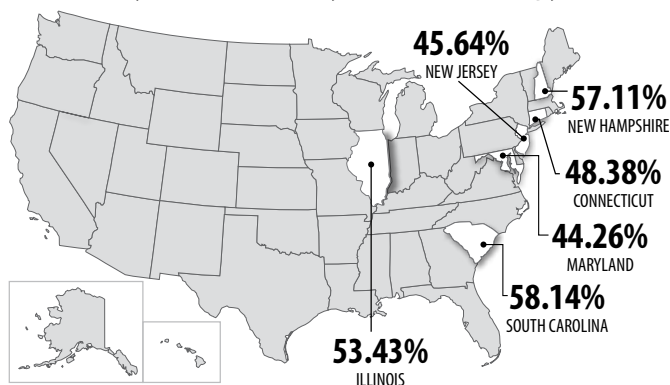 45.64%
NEW JERSEY
57.11%
NEW HAMPSHIRE
48.38%
CONNECTICUT
44.26%
MARYLAND
58.14%
SOUTH CAROLINA
53.43%
ILLINOIS